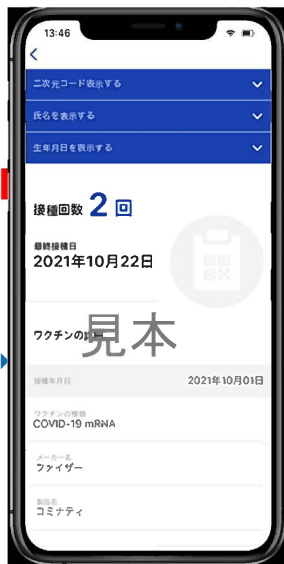 13:46
二次元コード表示する
氏名を表示する
生年月日を表示する
接種回数 2 回
最終接種日
2021年10月22日
ワクチンの
見本
接種年月日 2021年10月01日
ワクチンの種類
COVID-19 mRNA
メーカー名
ファイザー
製品名
コミナティ